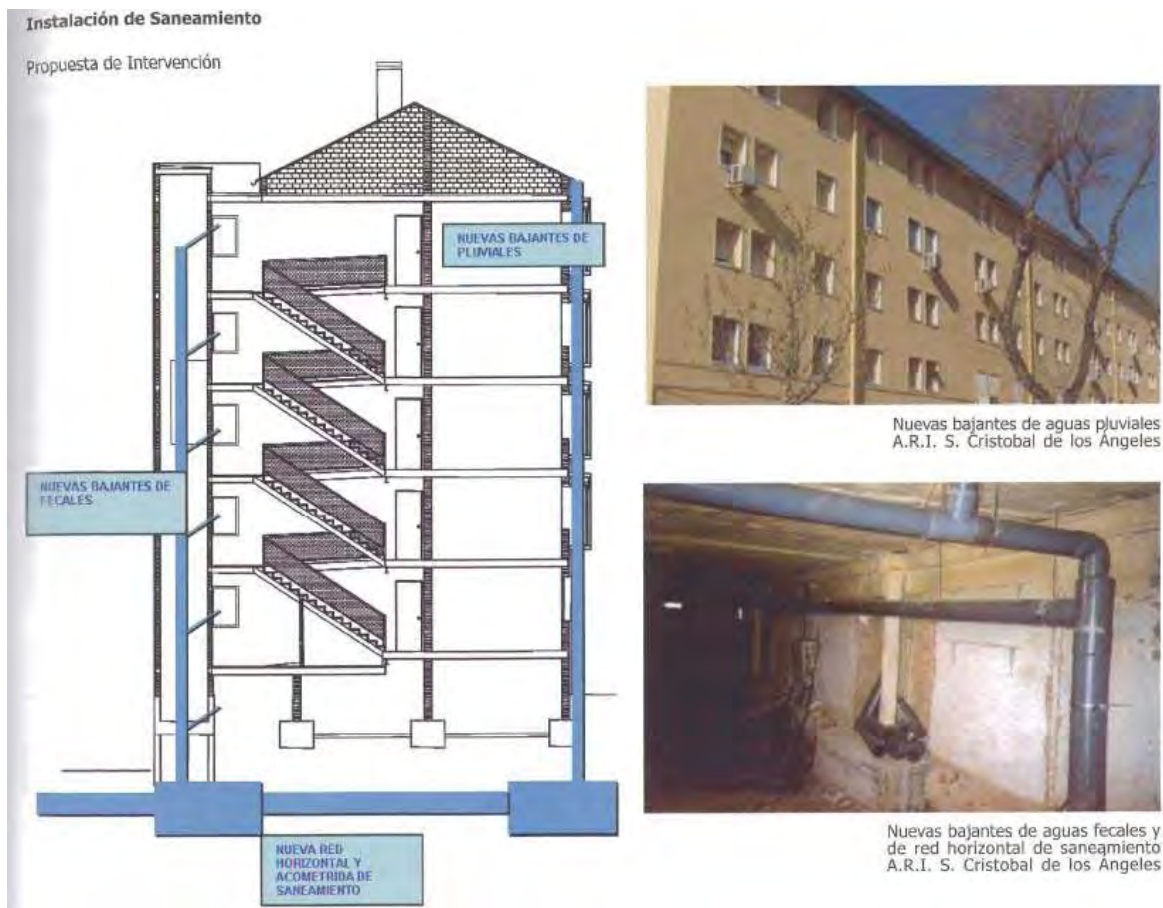 Instalación de Saneamiento
Propuesta de Intervención
NUEVAS BAJANTES DE
PLUVIALES
NUEVAS BAJANTES DE
FECALES
NUEVA RED
HORIZONTAL Y
ACOMETRIDA DE
SANEAMIENTO
Nuevas bajantes de aguas pluviales
A.R.I. S. Cristobal de los Ángeles
Nuevas bajantes de aguas fecales y
de red horizontal de saneamiento
A.R.I. S. Cristobal de los Ángeles